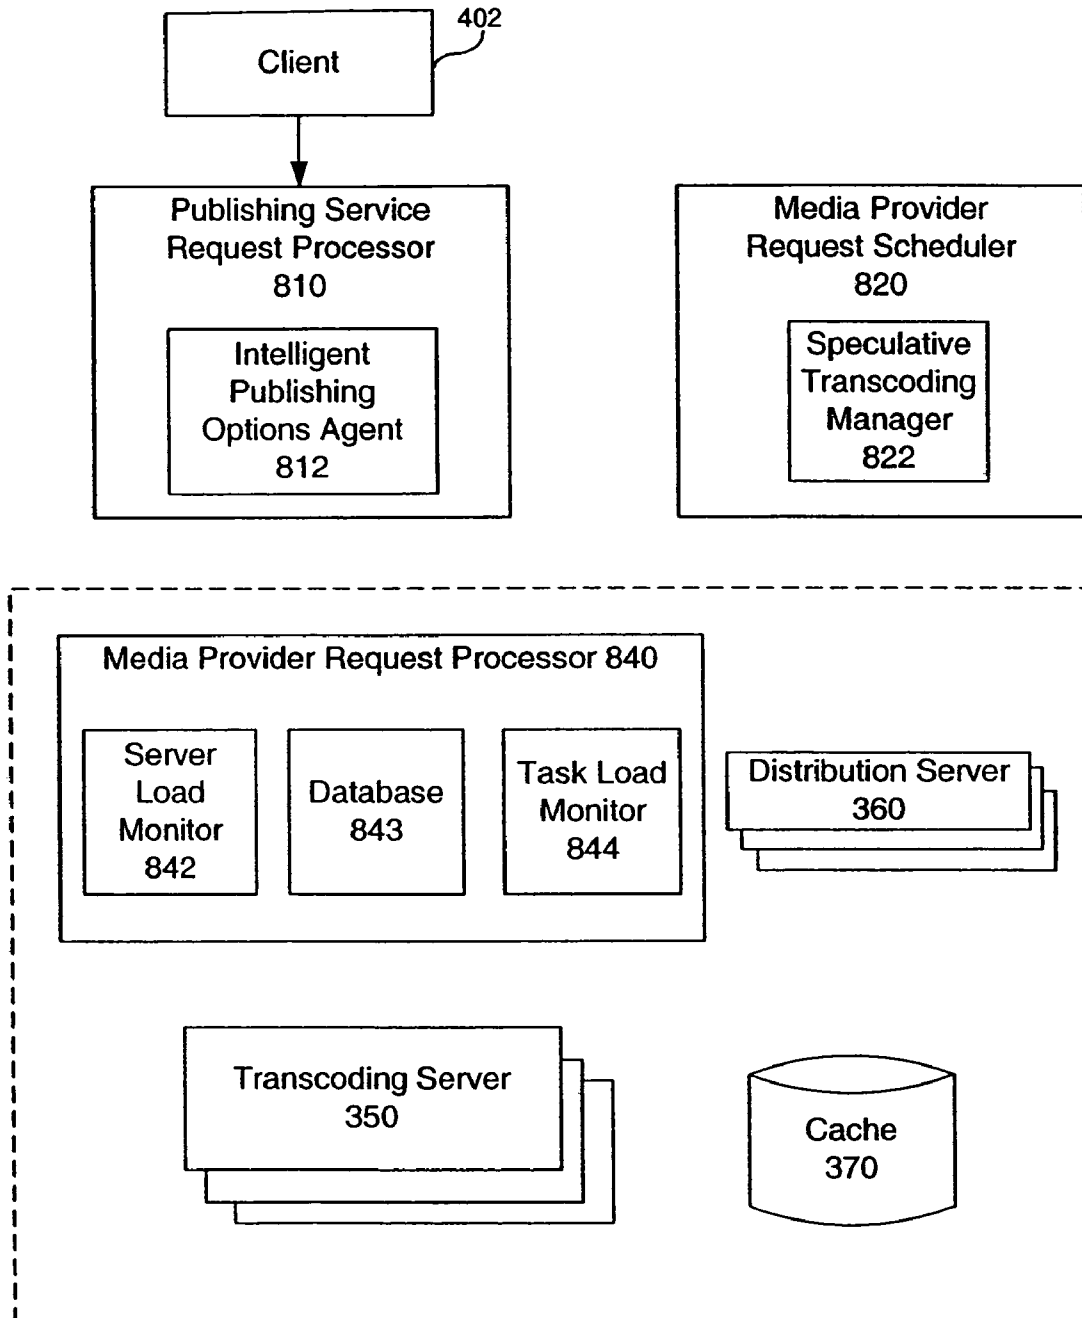 402
Client
Publishing Service
Request Processor
810
Intelligent
Publishing
Options Agent
812
Media Provider
Request Scheduler
820
Speculative
Transcoding
Manager
822
Media Provider Request Processor 840
Server
Load
Monitor
842
Database
843
Task Load
Monitor
844
Distribution Server
360
Transcoding Server
350
Cache
370